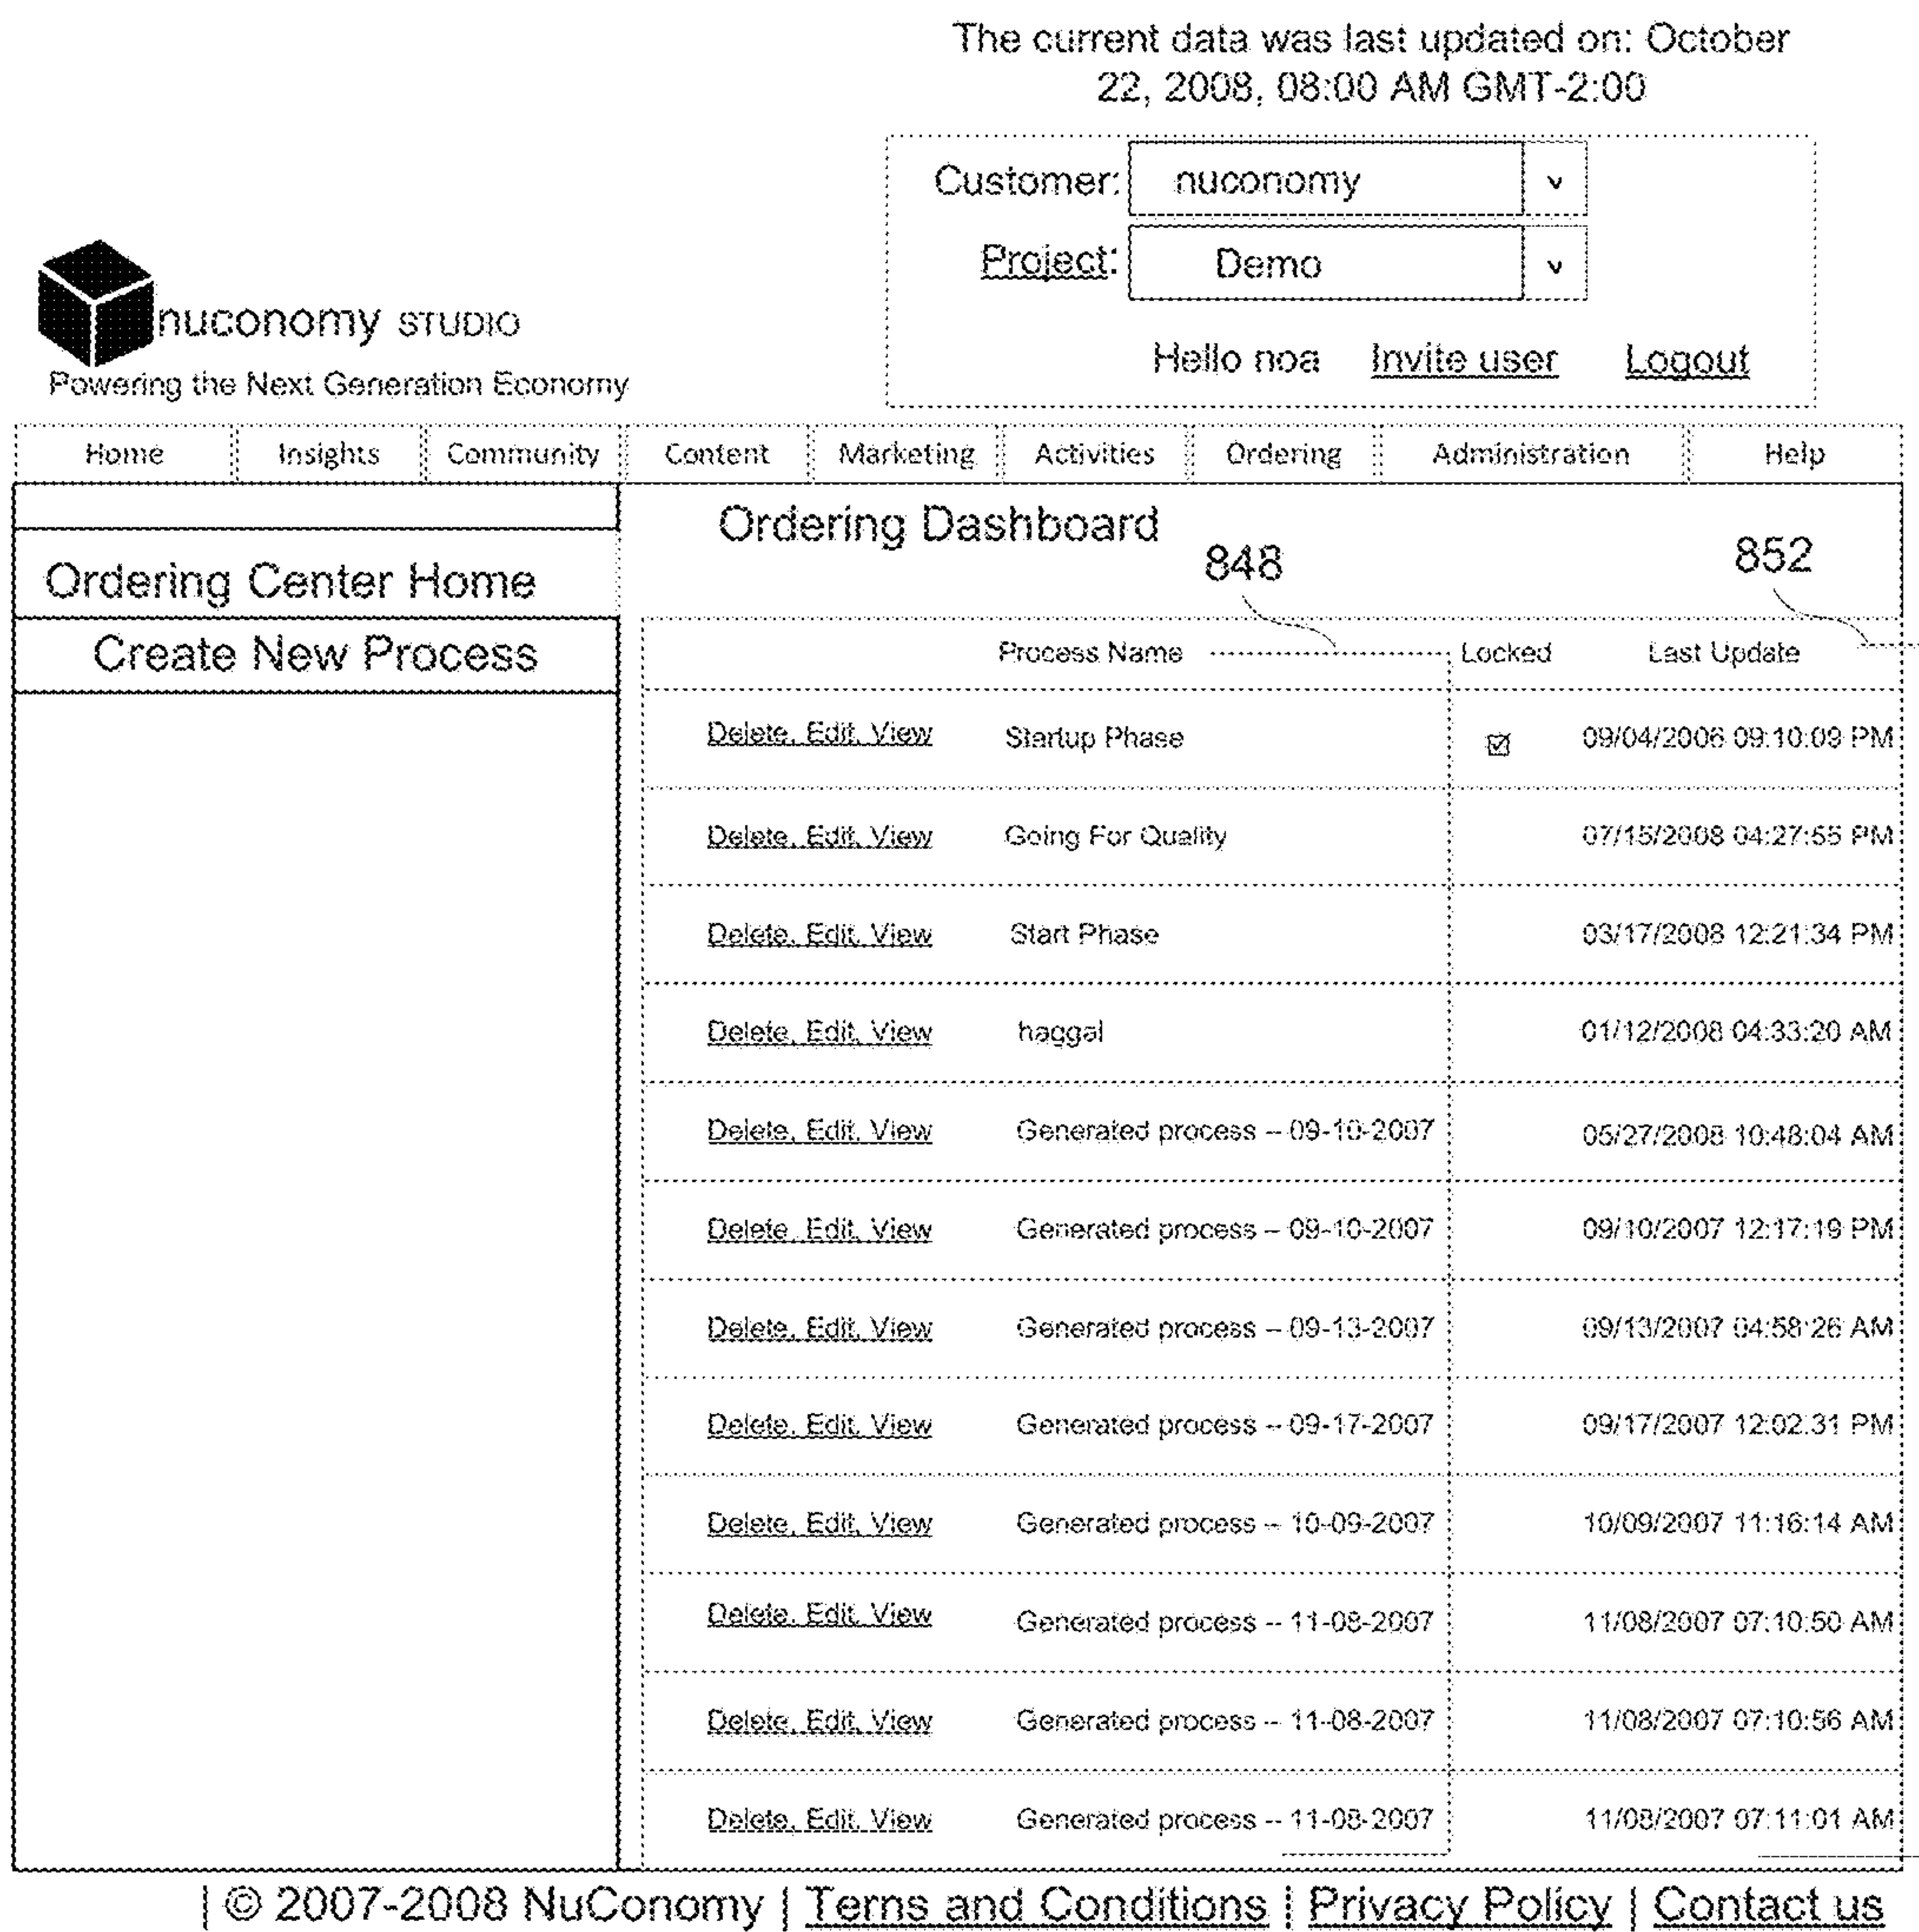 The current data was last updated on: October
22, 2008, 08:00 AM GMT-2:00
Customer: nuconomy v
Project: Demo v
Hello noa Invite user Logout
nuconomy STUDIO
Powering the Next Generation Economy
Home Insights Community Content Marketing Activities Ordering Administration Help
Ordering Dashboard
848 852
Ordering Center Home
Create New Process
Process Name Locked Last Update
Delete, Edit, View Startup Phase 09/04/2006 09:10:09 PM
Delete, Edit, View Going For Quality 07/15/2008 04:27:55 PM
Delete, Edit, View Start Phase 03/17/2008 12:21:34 PM
Delete, Edit, View haggal 01/12/2008 04:33:20 AM
Delete, Edit, View Generated process – 09-10-2007 05/27/2008 10:48:04 AM
Delete, Edit, View Generated process – 09-10-2007 09/10/2007 12:17:19 PM
Delete, Edit, View Generated process – 09-13-2007 09/13/2007 04:58:26 AM
Delete, Edit, View Generated process – 09-17-2007 09/17/2007 12:02:31 PM
Delete, Edit, View Generated process – 10-09-2007 10/09/2007 11:16:14 AM
Delete, Edit, View Generated process – 11-08-2007 11/08/2007 07:10:50 AM
Delete, Edit, View Generated process – 11-08-2007 11/08/2007 07:10:56 AM
Delete, Edit, View Generated process – 11-08-2007 11/08/2007 07:11:01 AM
| © 2007-2008 NuConomy | Terms and Conditions | Privacy Policy | Contact us